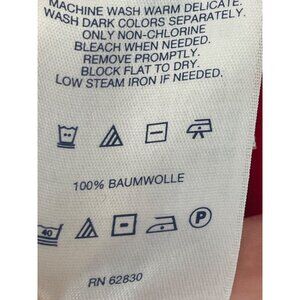 MACHINE WASH WARM DELICATE.
WASH DARK COLORS SEPARATELY.
ONLY NON-CHLORINE
BLEACH WHEN NEEDED.
REMOVE PROMPTLY.
BLOCK FLAT TO DRY.
LOW STEAM IRON IF NEEDED.
100% BAUMWOLLE
40 P
RN 62830